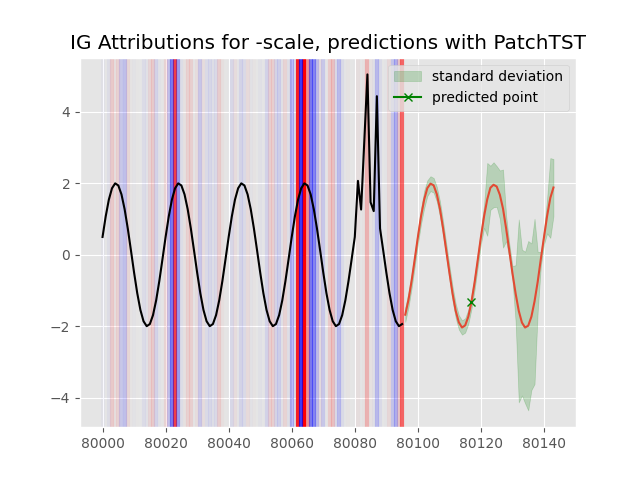 IG Attributions for -scale, predictions with PatchTST
standard deviation
predicted point
4
2
0
−2
−4
80000 80020 80040 80060 80080 80100 80120 80140